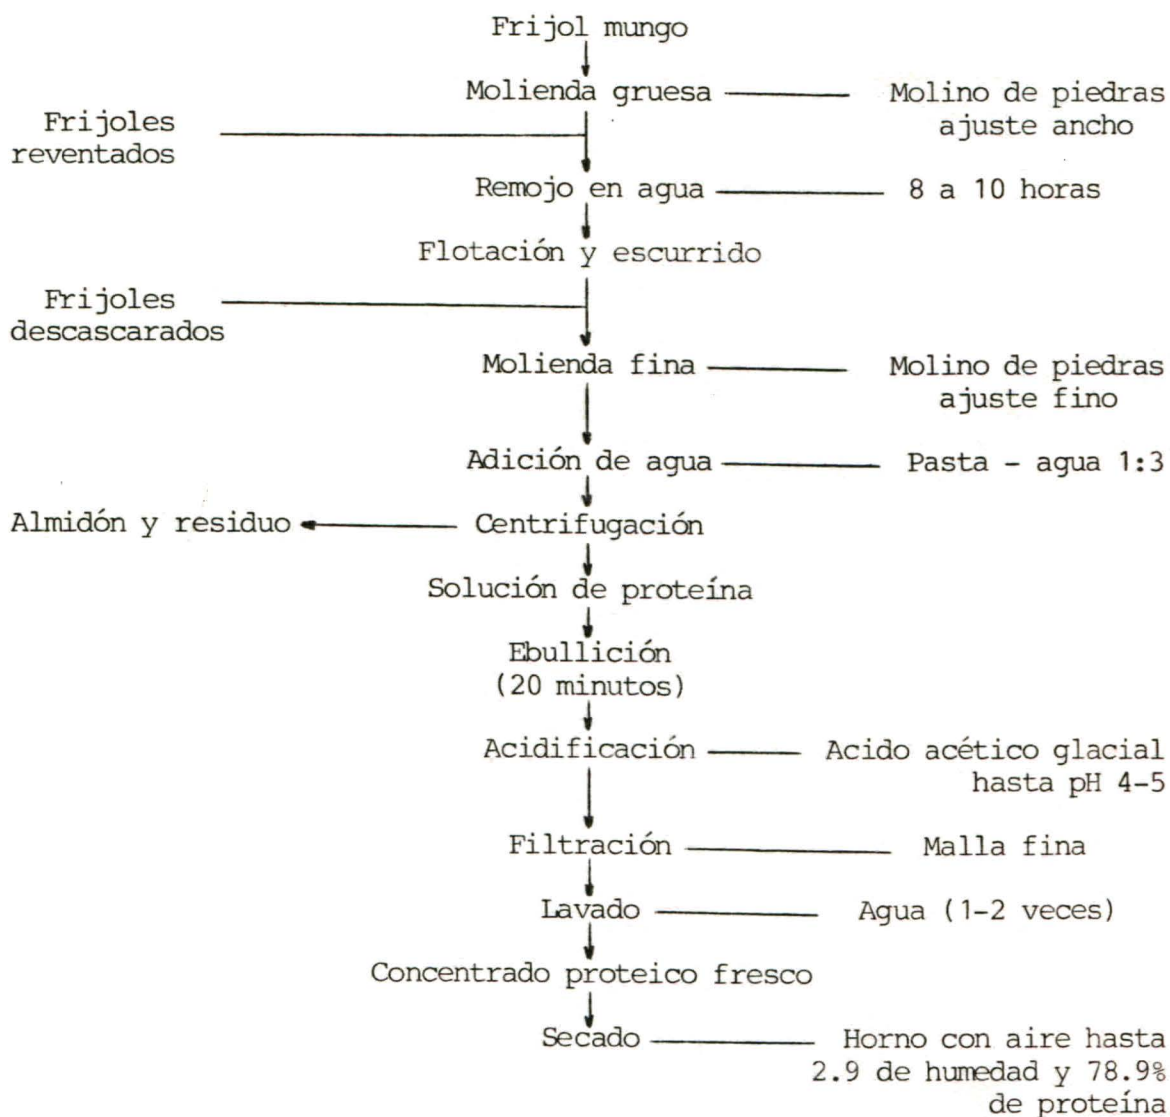 Frijol mungo
Molienda gruesa
Molino de piedras
ajuste ancho
Frijoles
reventados
Remojo en agua
8 a 10 horas
Flotación y escurrido
Frijoles
descascarados
Molienda fina
Molino de piedras
ajuste fino
Adición de agua
Pasta - agua 1:3
Almidón y residuo
Centrifugación
Solución de proteína
Ebullición
(20 minutos)
Acidificación
Acido acético glacial
hasta pH 4-5
Filtración
Malla fina
Lavado
Agua (1-2 veces)
Concentrado proteico fresco
Secado
Horno con aire hasta
2.9 de humedad y 78.9%
de proteína